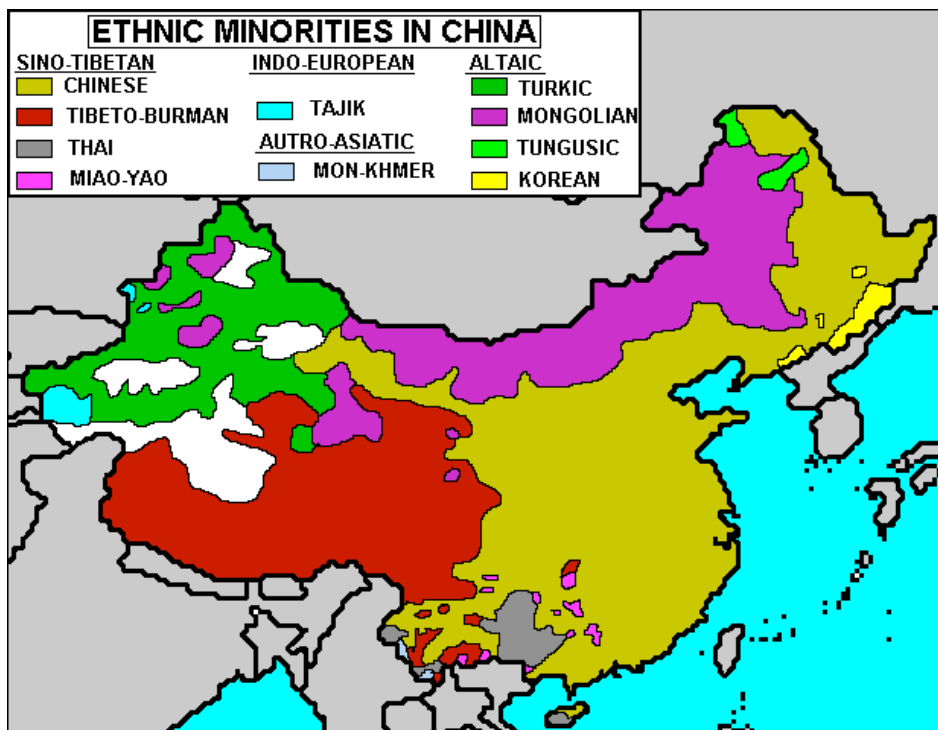 ETHNIC MINORITIES IN CHINA
SINO-TIBETAN
CHINESE
TIBETO-BURMAN
THAI
MIAO-YAO
INDO-EUROPEAN
TAJIK
AUTRO-ASIATIC
MON-KHMER
ALTAIC
TURKIC
MONGOLIAN
TUNGUSIC
KOREAN